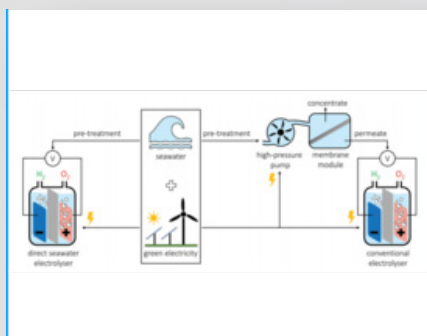 concentrate
pre-treatment
pre-treatment
permeate
V
seawater
high-pressure
pump
membrane
module
V
H₂
O₂
H₂
O₂
direct seawater
electrolyser
green electricity
conventional
electrolyser